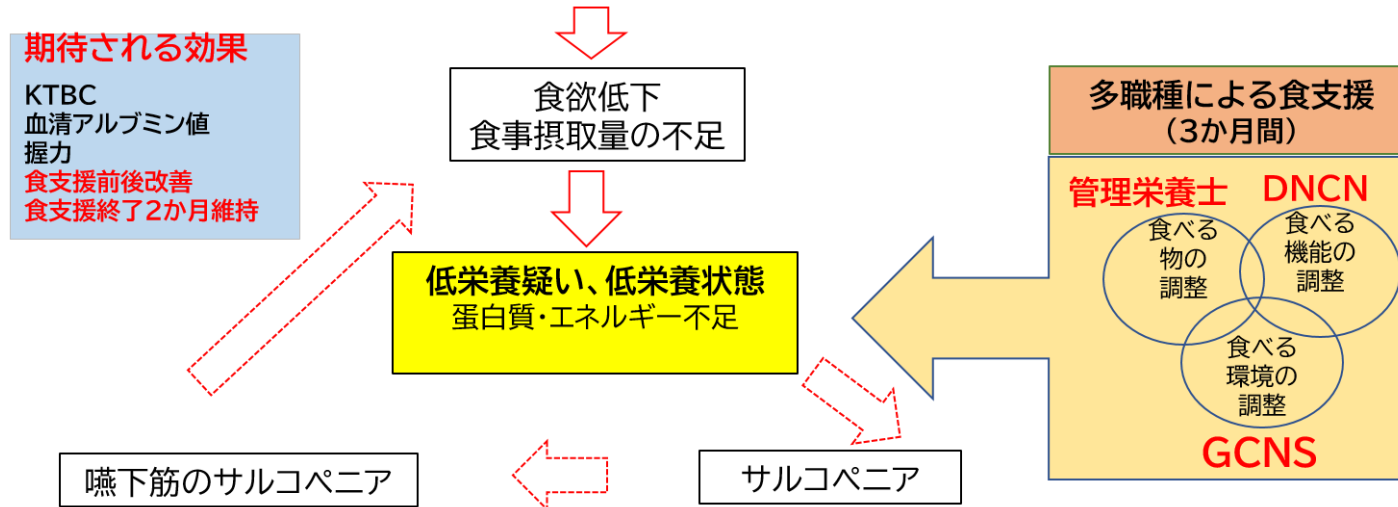 期待される効果
KTBC
血清アルブミン値
握力
食支援前後改善
食支援終了2か月維持
食欲低下
食事摂取量の不足
低栄養疑い、低栄養状態
蛋白質・エネルギー不足
サルコペニア
嚥下筋のサルコペニア
多職種による食支援
（3か月間）
管理栄養士
DNCN
食べる
物の
調整
食べる
機能の
調整
食べる
環境の
調整
GCNS